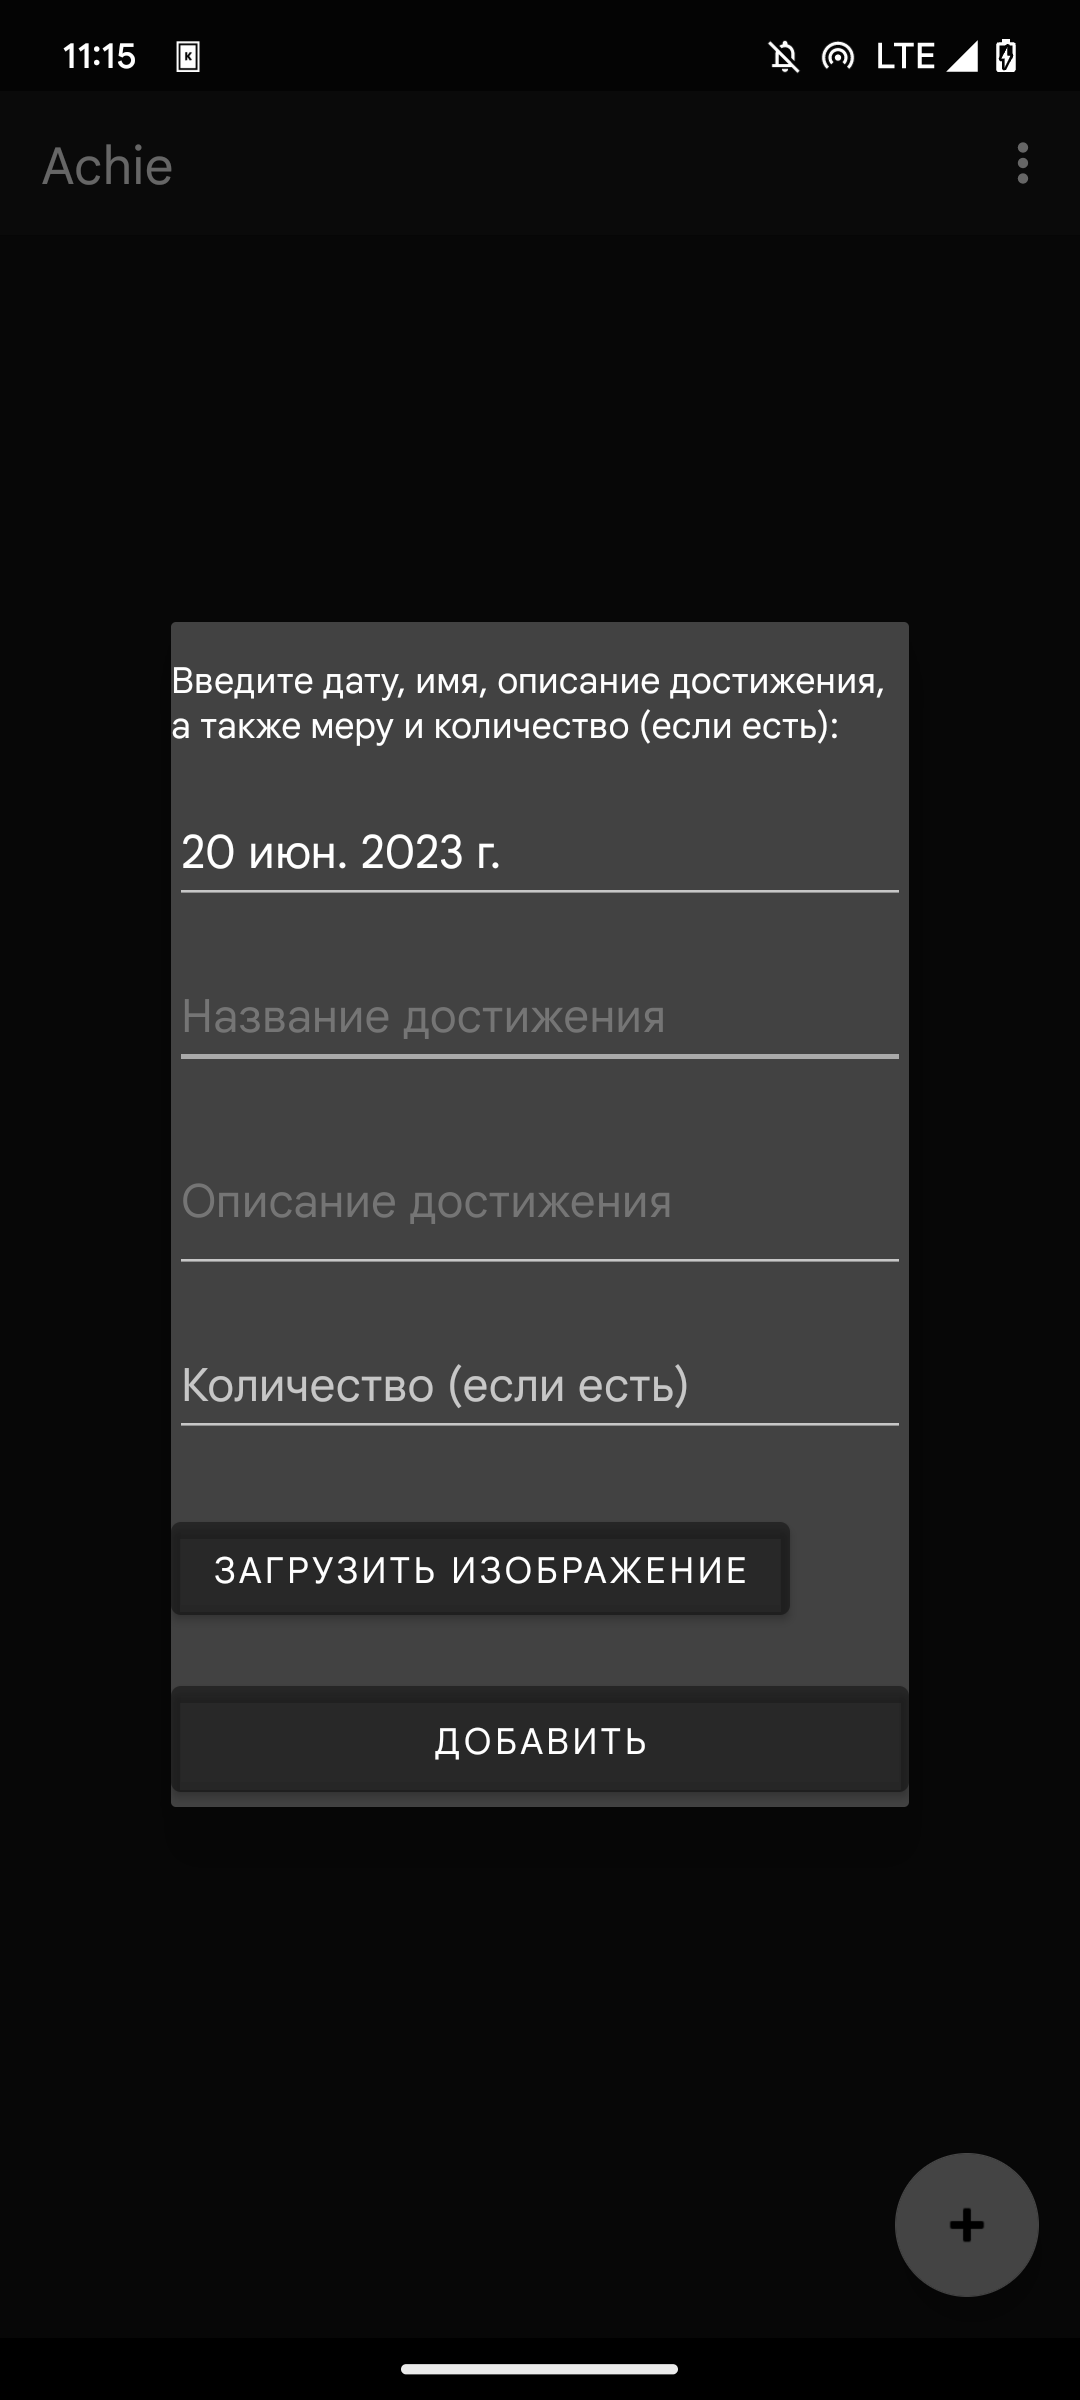 11:15
LTE
Achie
Введите дату, имя, описание достижения,
а также меру и количество (если есть):
20 июн. 2023 г.
Название достижения
Описание достижения
Количество (если есть)
ЗАГРУЗИТЬ ИЗОБРАЖЕНИЕ
ДОБАВИТЬ